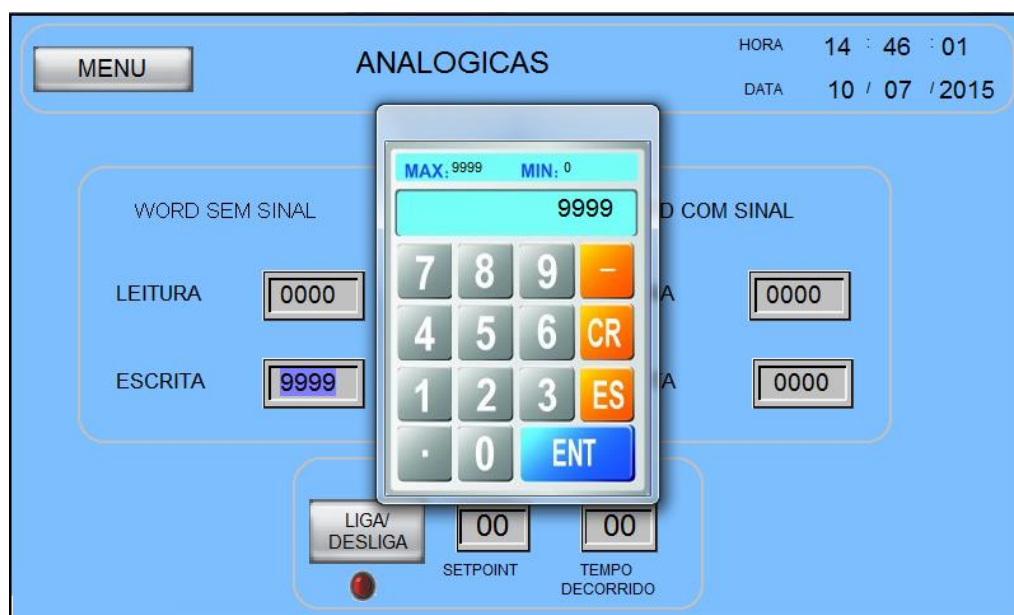 MENU
ANALOGICAS
HORA 14 : 46 : 01
DATA 10 / 07 / 2015
WORD SEM SINAL
D COM SINAL
LEITURA 0000
A 0000
ESCRITA 9999
A 0000
MAX: 9999 MIN: 0
9999
7 8 9 –
4 5 6 CR
1 2 3 ES
. 0 ENT
LIGA/
DESLIGA
00 00
SETPOINT
TEMPO
DECORRIDO